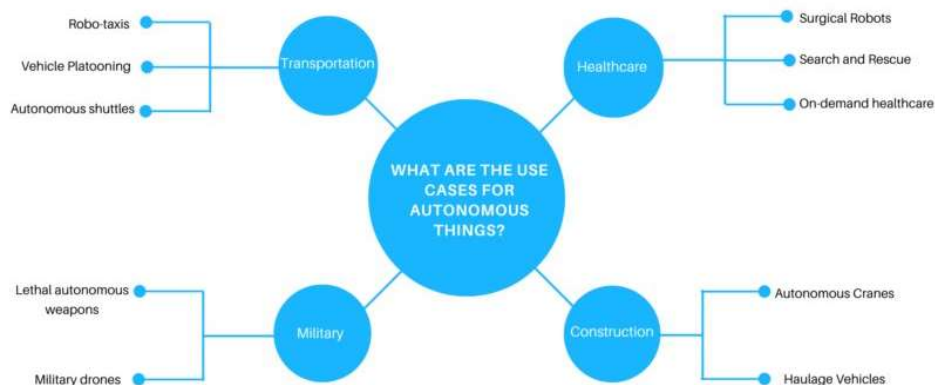 Robo-taxis
Vehicle Platooning
Autonomous shuttles
Transportation
Healthcare
Surgical Robots
Search and Rescue
On-demand healthcare
WHAT ARE THE USE
CASES FOR
AUTONOMOUS
THINGS?
Lethal autonomous
weapons
Military drones
Military
Construction
Autonomous Cranes
Haulage Vehicles